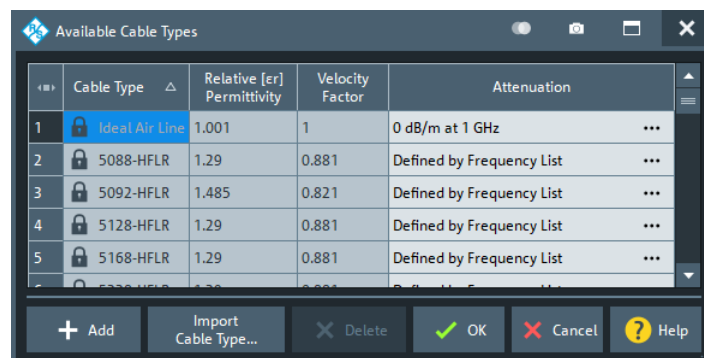 Available Cable Types
Cable Type
Relative [εr]
Permittivity
Velocity
Factor
Attenuation
1 Ideal Air Line 1.001 1 0 dB/m at 1 GHz ...
2 5088-HFLR 1.29 0.881 Defined by Frequency List ...
3 5092-HFLR 1.485 0.821 Defined by Frequency List ...
4 5128-HFLR 1.29 0.881 Defined by Frequency List ...
5 5168-HFLR 1.29 0.881 Defined by Frequency List ...
Add
Import
Cable Type...
Delete
OK
Cancel
? Help